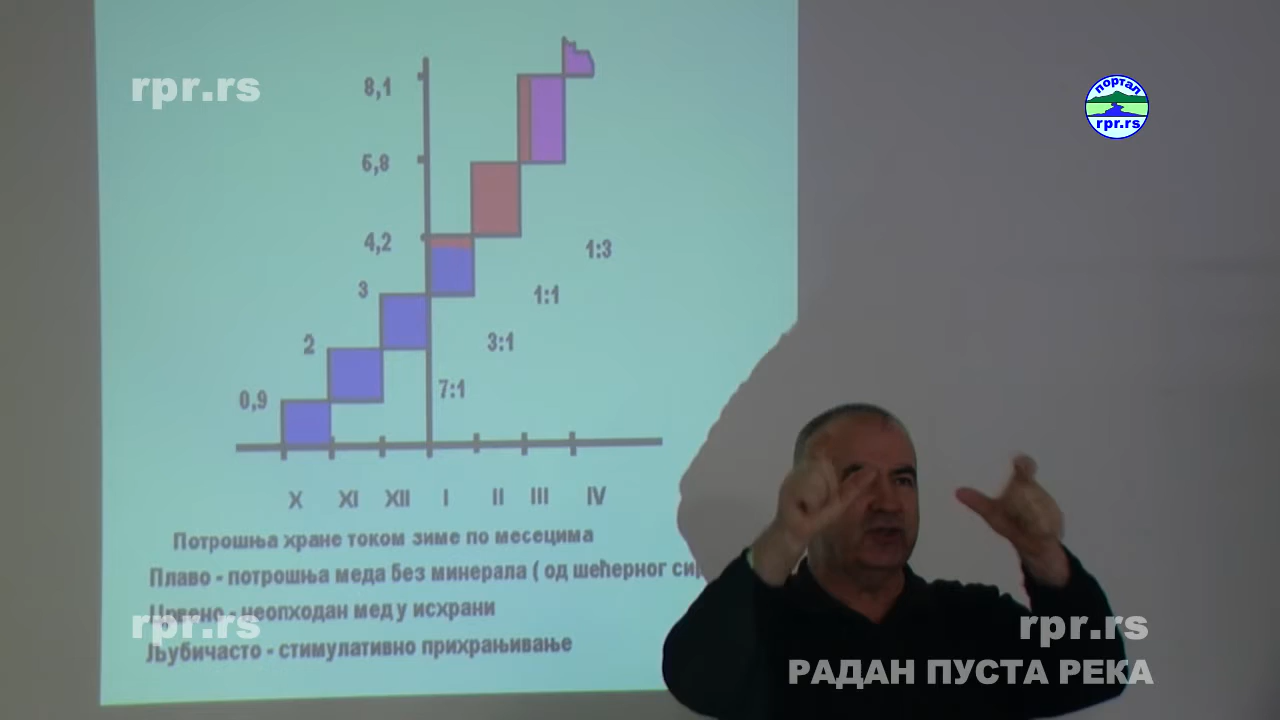 rpr.rs
портал
rpr.rs
8,1
6,8
4,2
3
2
0,9
1:3
1:1
3:1
7:1
X XI XII I II III IV
Потрошња хране током зиме по месецима
Плаво - потрошња меда без минерала ( од шећерног
Црвено - неопходан мед у исхрани
Љубичасто - стимулативно прихрањивање
rpr.rs
rpr.rs
РАДАН ПУСТА РЕКА